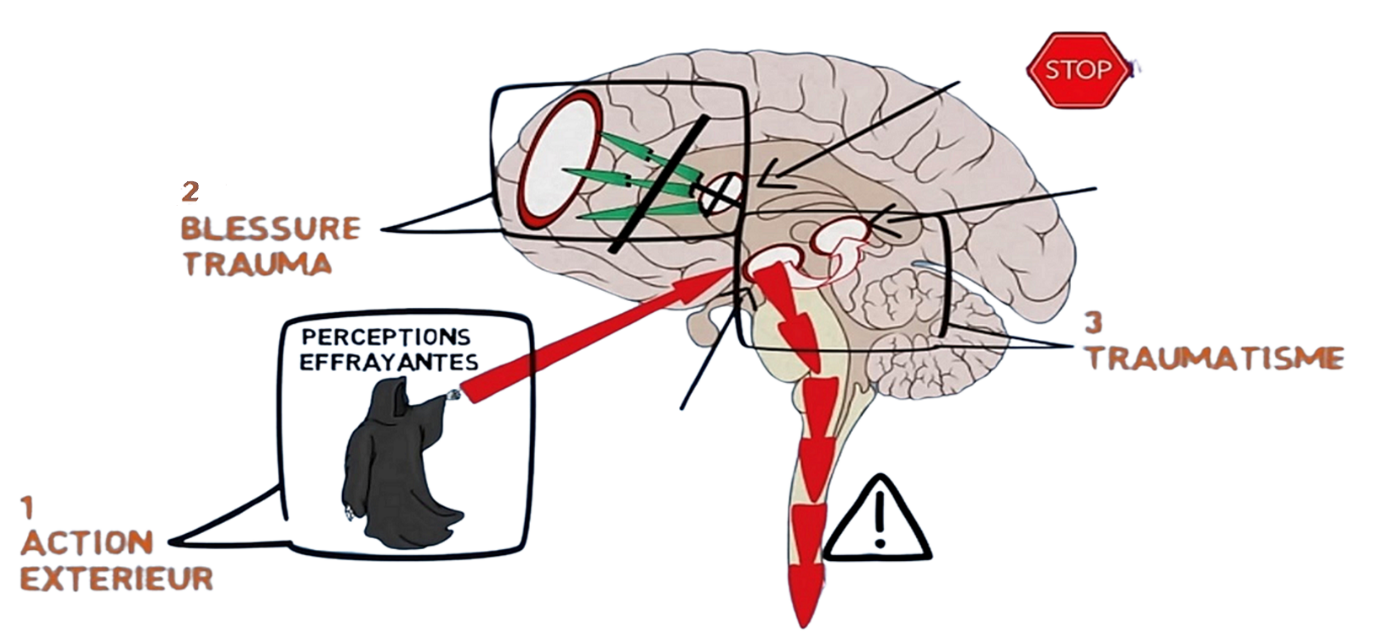 STOP
2
BLESSURE
TRAUMA
PERCEPTIONS
EFFRAYANTES
3
TRAUMATISME
1
ACTION
EXTERIEUR
!